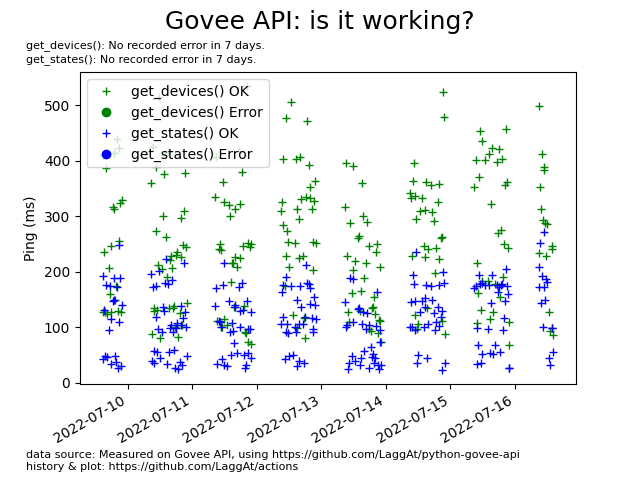 Govee API: is it working?
get_devices(): No recorded error in 7 days.
get_states(): No recorded error in 7 days.
get_devices() OK
get_devices() Error
get_states() OK
get_states() Error
Ping (ms)
500
400
300
200
100
0
2022-07-10
2022-07-11
2022-07-12
2022-07-13
2022-07-14
2022-07-15
2022-07-16
data source: Measured on Govee API, using https://github.com/LaggAt/python-govee-api
history & plot: https://github.com/LaggAt/actions